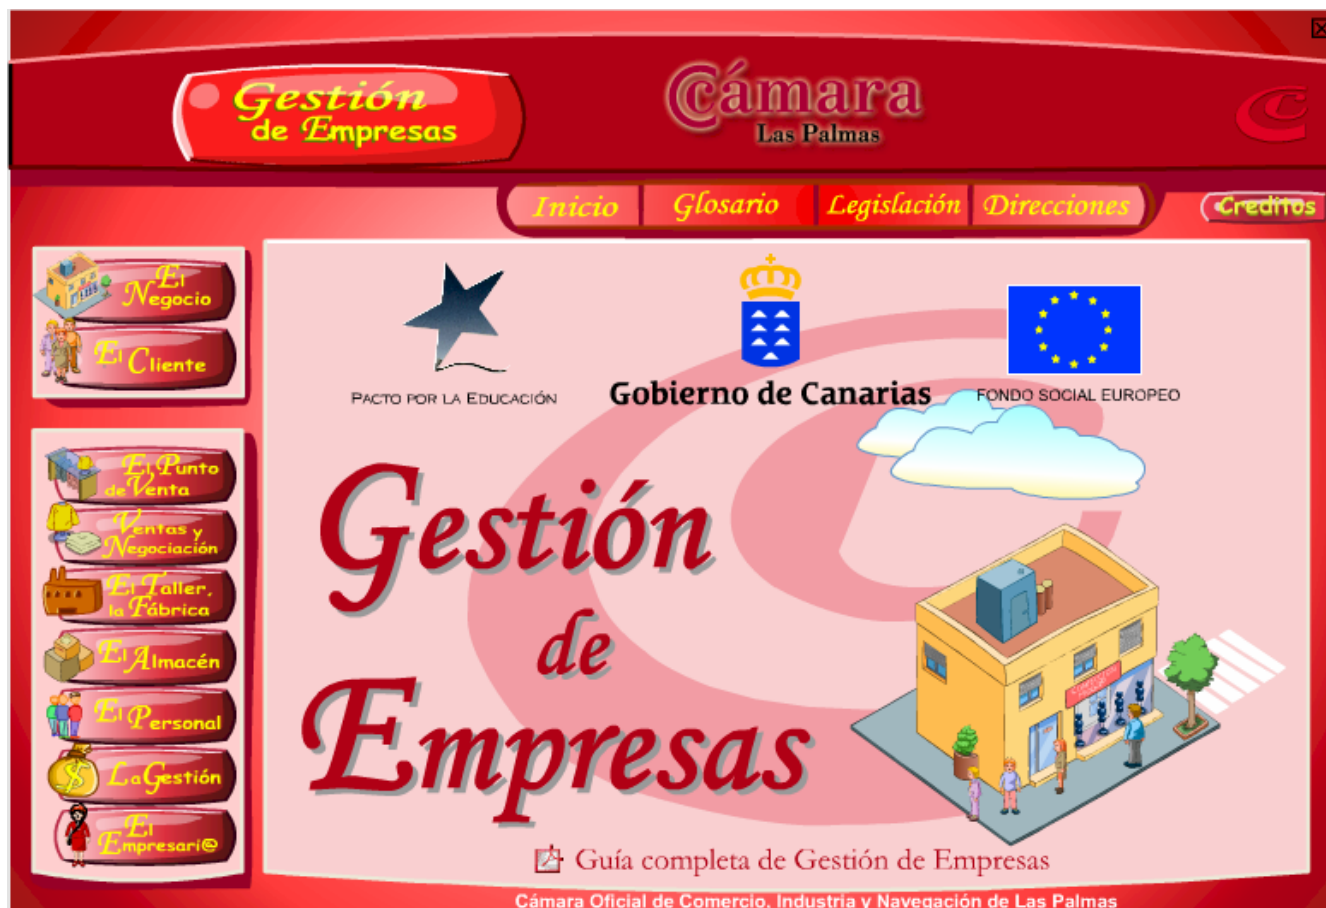 Gestión
de Empresas
Cámara
Las Palmas
Inicio
Glosario
Legislación
Direcciones
Creditos
El
Negocio
El Cliente
El Punto
de Venta
Ventas y
Negociación
El Taller,
la Fábrica
El Almacén
El Personal
La Gestión
El
Empresari@
PACTO POR LA EDUCACIÓN
Gobierno de Canarias
FONDO SOCIAL EUROPEO
Gestión
de
Empresas
Guía completa de Gestión de Empresas
Cámara Oficial de Comercio, Industria y Navegación de Las Palmas